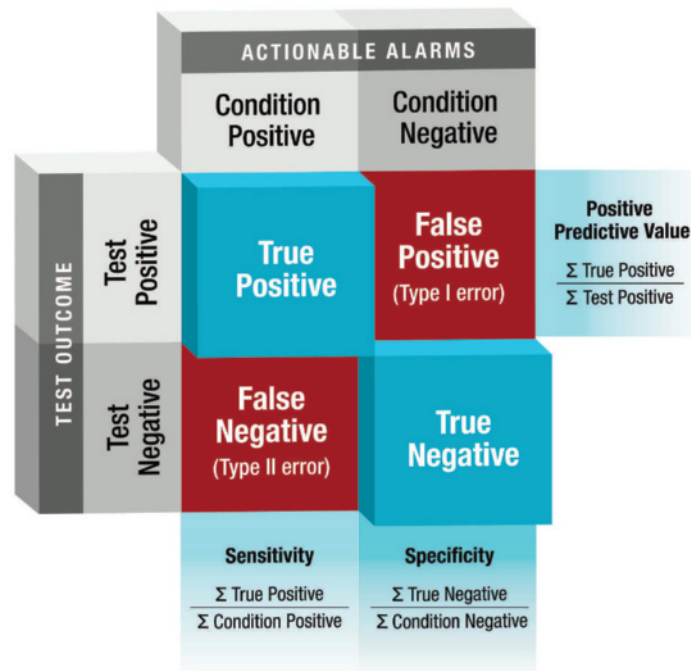 ACTIONABLE ALARMS
Condition
Positive
Condition
Negative
TEST OUTCOME
Test
Positive
True
Positive
False
Positive
(Type I error)
Positive
Predictive Value
Σ True Positive
Σ Test Positive
Test
Negative
False
Negative
(Type II error)
True
Negative
Sensitivity
Σ True Positive
Σ Condition Positive
Specificity
Σ True Negative
Σ Condition Negative